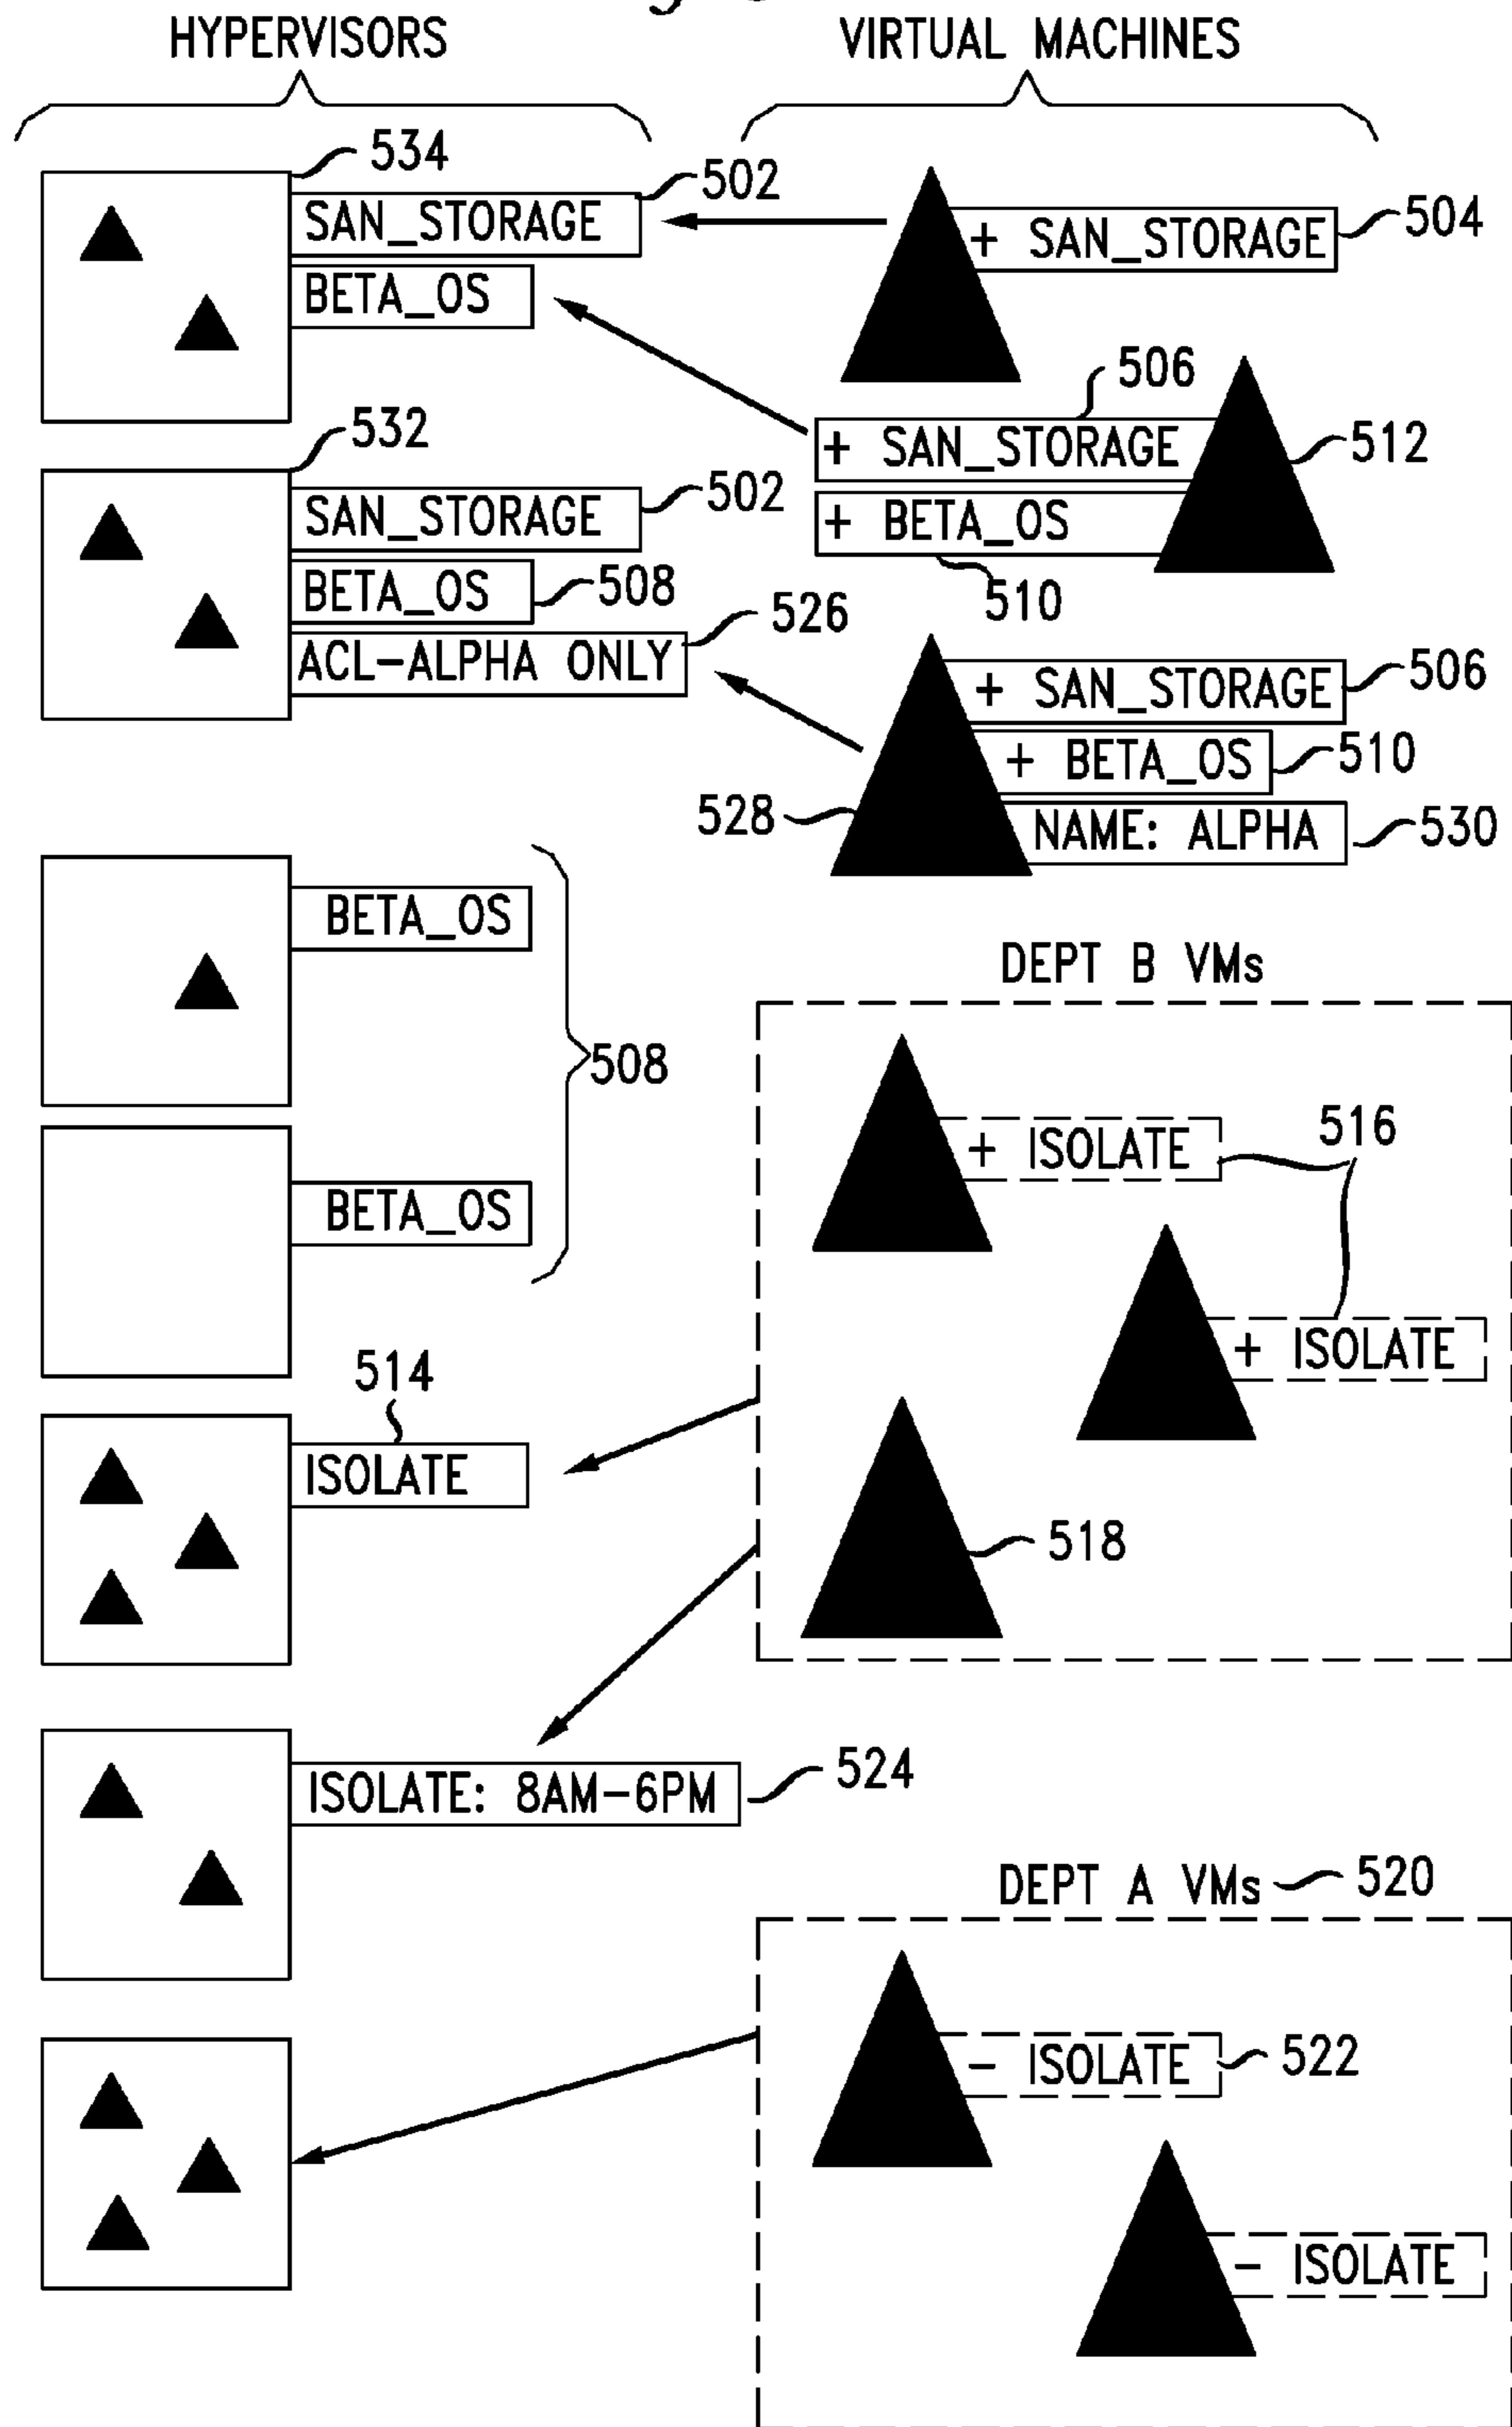 HYPERVISORS
VIRTUAL MACHINES
534
SAN_STORAGE
502
BETA_OS
+ SAN_STORAGE
504
506
+ SAN_STORAGE
512
+ BETA_OS
510
532
SAN_STORAGE
502
BETA_OS
508
ACL-ALPHA ONLY
526
+ SAN_STORAGE
506
+ BETA_OS
510
528
NAME: ALPHA
530
BETA_OS
BETA_OS
508
DEPT B VMs
+ ISOLATE
516
+ ISOLATE
518
514
ISOLATE
ISOLATE: 8AM-6PM
524
DEPT A VMs
520
- ISOLATE
522
- ISOLATE